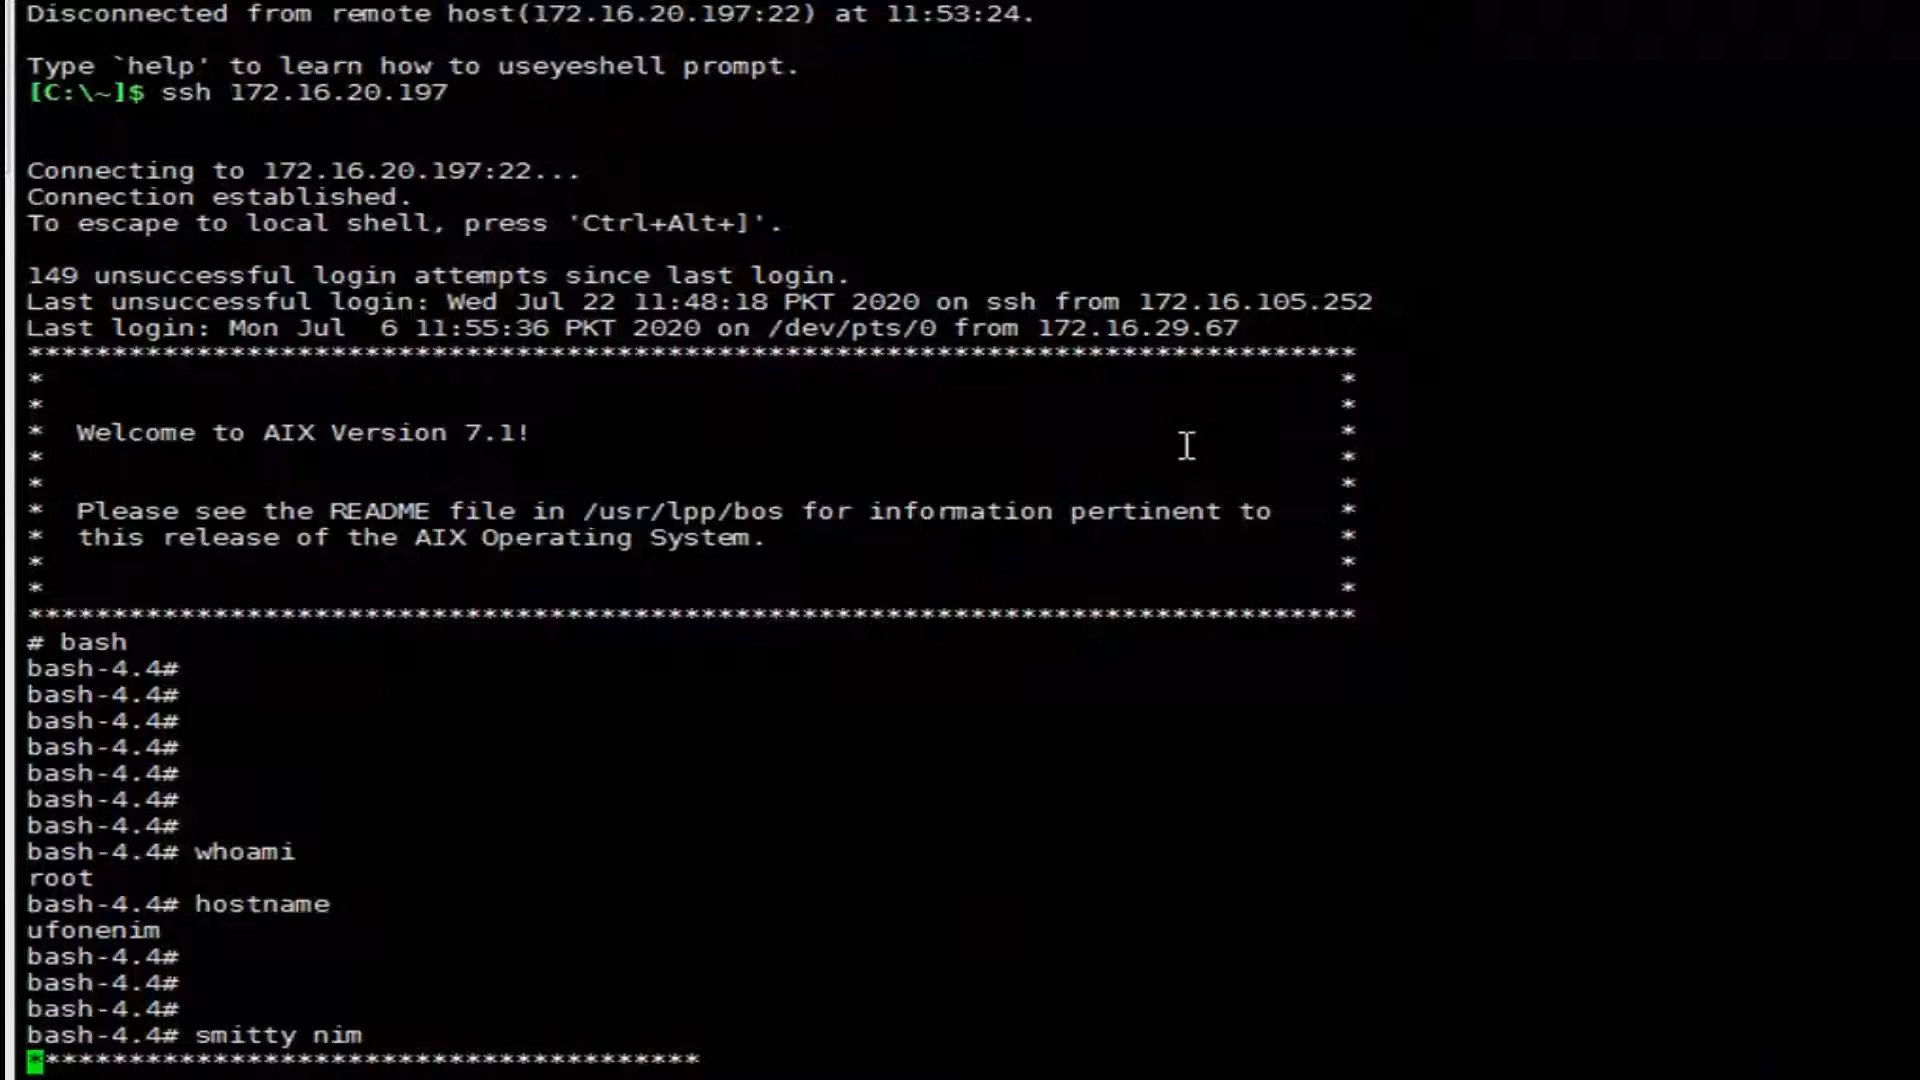 Disconnected from remote host(172.16.20.197:22) at 11:53:24.
Type `help' to learn how to useyeshell prompt.
[C:\~]$ ssh 172.16.20.197
Connecting to 172.16.20.197:22...
Connection established.
To escape to local shell, press 'Ctrl+Alt+]'.
149 unsuccessful login attempts since last login.
Last unsuccessful login: Wed Jul 22 11:48:18 PKT 2020 on ssh from 172.16.105.252
Last login: Mon Jul  6 11:55:36 PKT 2020 on /dev/pts/0 from 172.16.29.67
*******************************************************************************
*                                                                              *
*                                                                              *
*  Welcome to AIX Version 7.1!                                                 *
*                                                                              *
*                                                                              *
*  Please see the README file in /usr/lpp/bos for information pertinent to     *
*  this release of the AIX Operating System.                                   *
*                                                                              *
*                                                                              *
*******************************************************************************
# bash
bash-4.4#
bash-4.4#
bash-4.4#
bash-4.4#
bash-4.4#
bash-4.4#
bash-4.4#
bash-4.4# whoami
root
bash-4.4# hostname
ufonenim
bash-4.4#
bash-4.4#
bash-4.4#
bash-4.4# smitty nim
****************************************